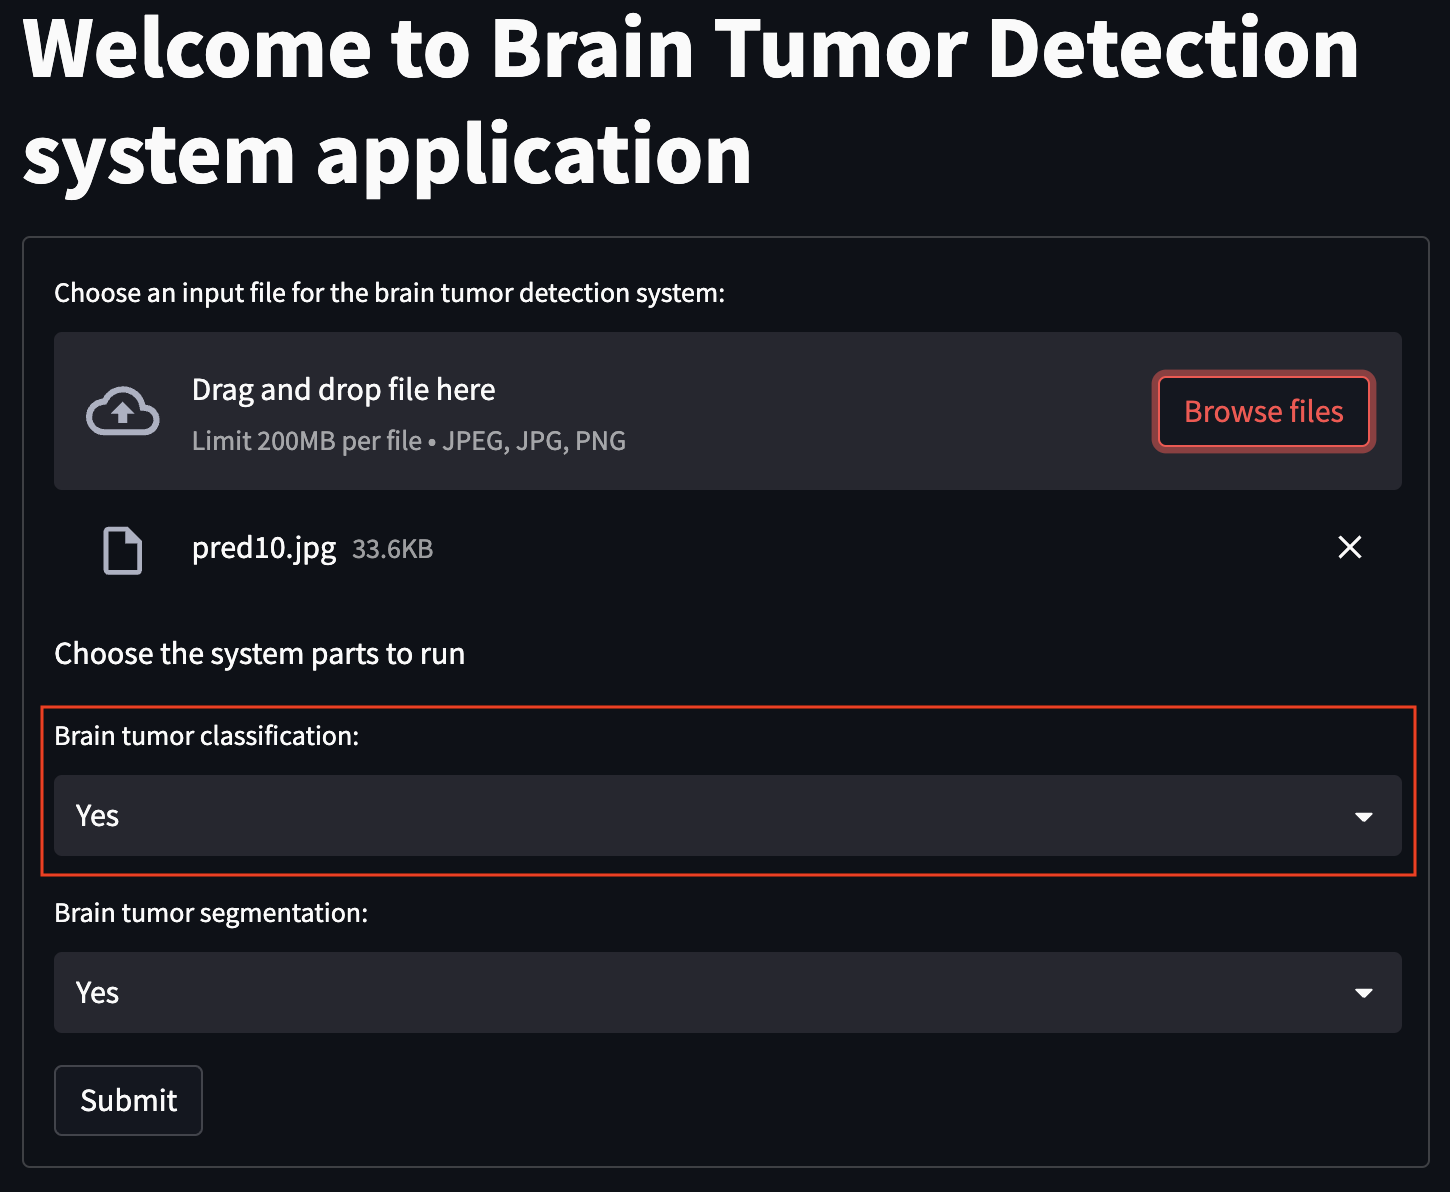 Welcome to Brain Tumor Detection
system application
Choose an input file for the brain tumor detection system:
Drag and drop file here
Limit 200MB per file • JPEG, JPG, PNG
Browse files
pred10.jpg 33.6KB
Choose the system parts to run
Brain tumor classification:
Yes
Brain tumor segmentation:
Yes
Submit